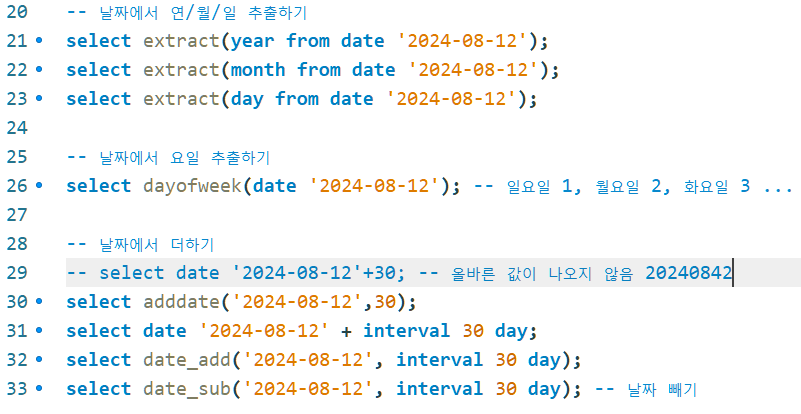 20 -- 날짜에서 연/월/일 추출하기
21 select extract(year from date '2024-08-12');
22 select extract(month from date '2024-08-12');
23 select extract(day from date '2024-08-12');
24
25 -- 날짜에서 요일 추출하기
26 select dayofweek(date '2024-08-12'); -- 일요일 1, 월요일 2, 화요일 3 ...
27
28 -- 날짜에서 더하기
29 -- select date '2024-08-12'+30; -- 올바른 값이 나오지 않음 20240842
30 select adddate('2024-08-12',30);
31 select date '2024-08-12' + interval 30 day;
32 select date_add('2024-08-12', interval 30 day);
33 select date_sub('2024-08-12', interval 30 day); -- 날짜 빼기